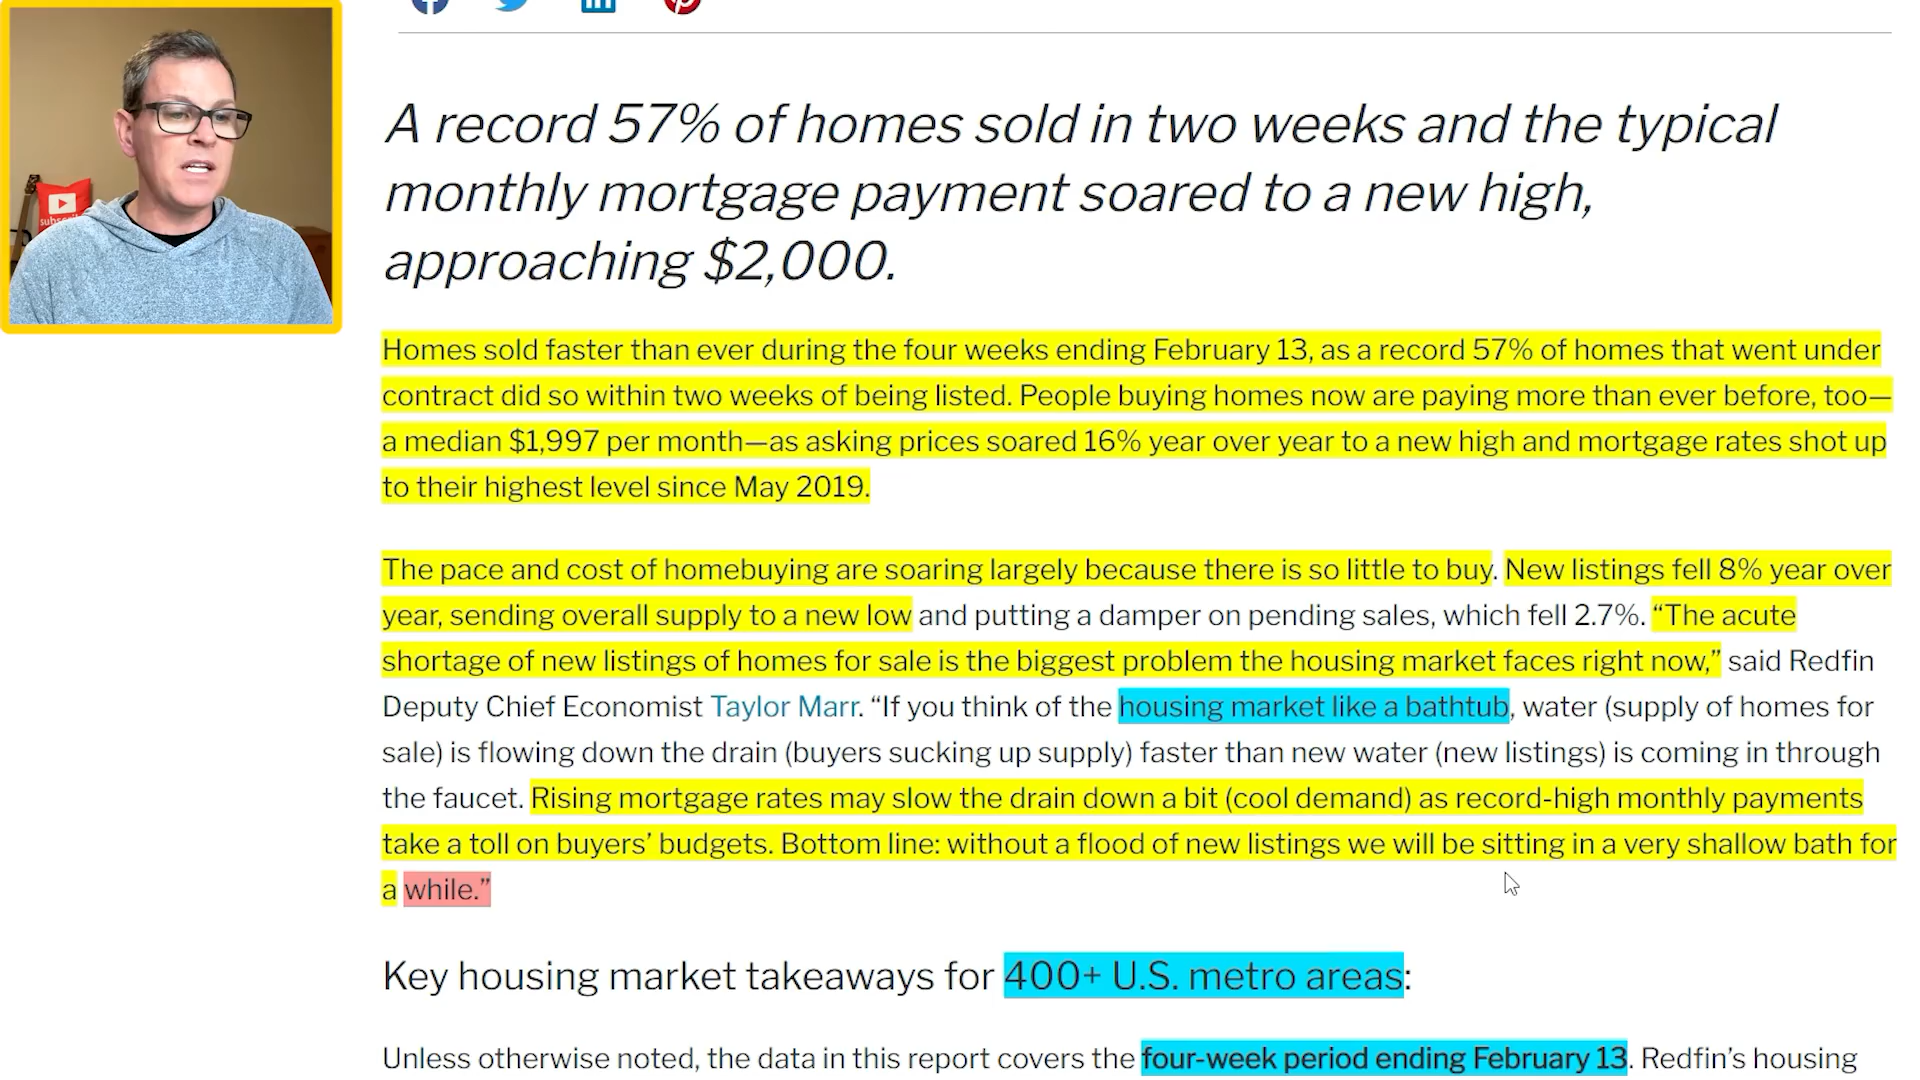 A record 57% of homes sold in two weeks and the typical
monthly mortgage payment soared to a new high,
approaching $2,000.
Homes sold faster than ever during the four weeks ending February 13, as a record 57% of homes that went under
contract did so within two weeks of being listed. People buying homes now are paying more than ever before, too—
a median $1,997 per month—as asking prices soared 16% year over year to a new high and mortgage rates shot up
to their highest level since May 2019.
The pace and cost of homebuying are soaring largely because there is so little to buy. New listings fell 8% year over
year, sending overall supply to a new low and putting a damper on pending sales, which fell 2.7%. “The acute
shortage of new listings of homes for sale is the biggest problem the housing market faces right now,” said Redfin
Deputy Chief Economist Taylor Marr. “If you think of the housing market like a bathtub, water (supply of homes for
sale) is flowing down the drain (buyers sucking up supply) faster than new water (new listings) is coming in through
the faucet. Rising mortgage rates may slow the drain down a bit (cool demand) as record-high monthly payments
take a toll on buyers’ budgets. Bottom line: without a flood of new listings we will be sitting in a very shallow bath for
a while.”
Key housing market takeaways for 400+ U.S. metro areas:
Unless otherwise noted, the data in this report covers the four-week period ending February 13. Redfin’s housing